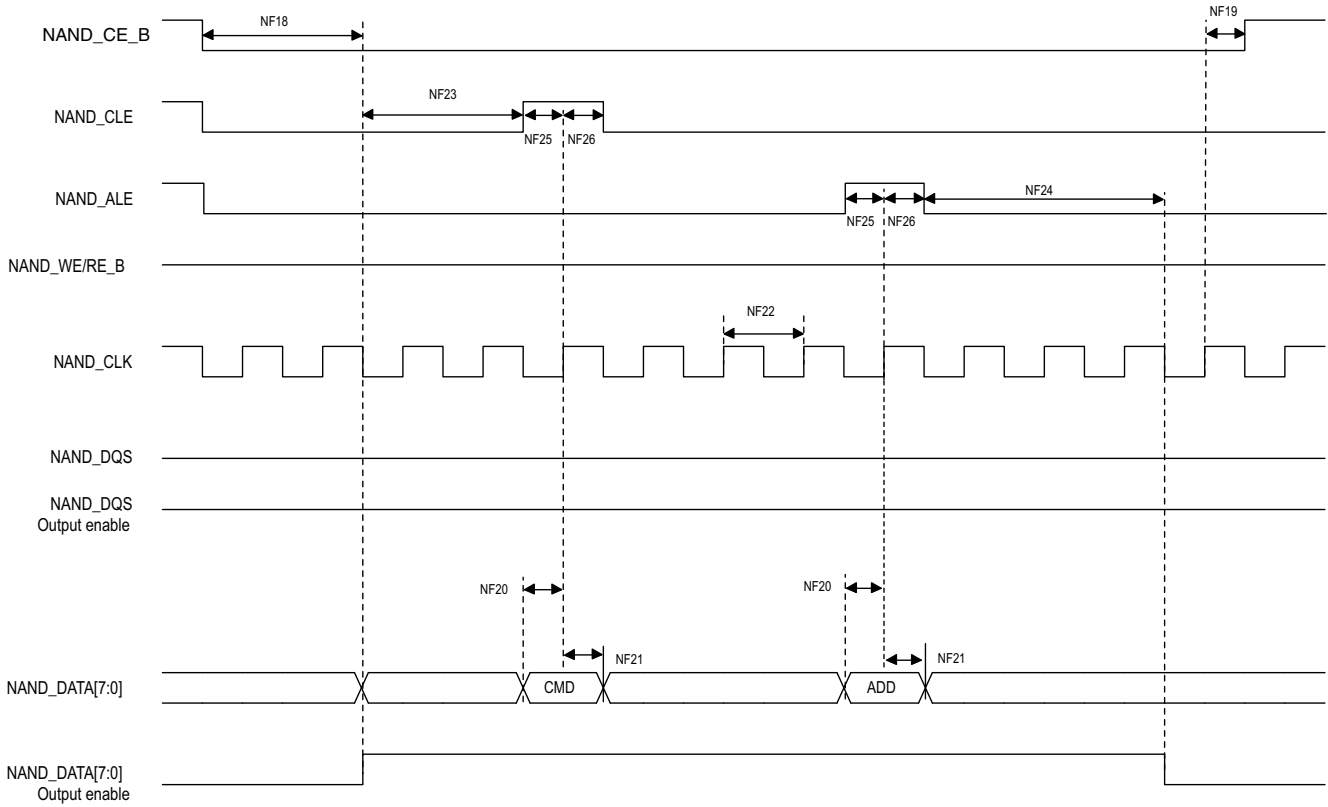 NF18
NF19
NAND_CE_B
NF23
NAND_CLE
NF25
NF26
NF24
NAND_ALE
NF25
NF26
NAND_WE/RE_B
NF22
NAND_CLK
NAND_DQS
NAND_DQS
Output enable
NF20
NF20
NF21
NF21
NAND_DATA[7:0]
CMD
ADD
NAND_DATA[7:0]
Output enable